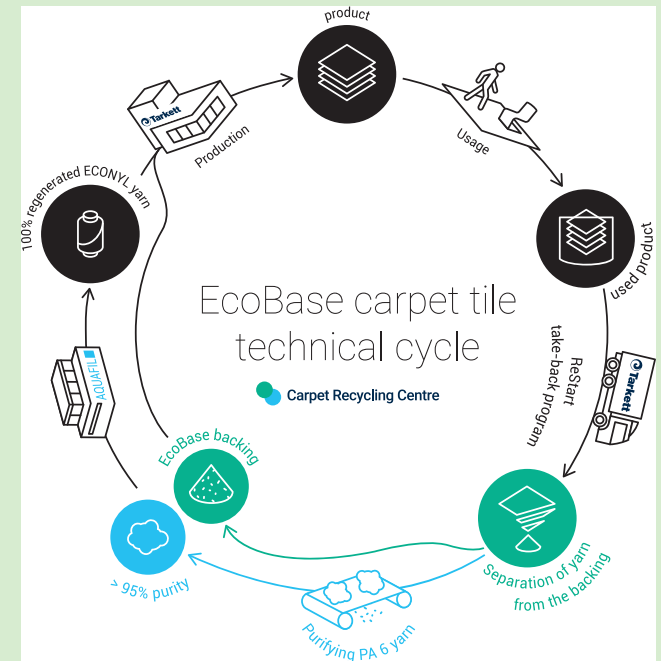 product
Tarkett
Production
Usage
100% regenerated ECONYL yarn
used product
EcoBase carpet tile
technical cycle
Carpet Recycling Centre
ReStart
take-back program
Tarkett
AQUAFIL
EcoBase backing
> 95% purity
Purifying PA 6 yarn
Separation of yarn
from the backing